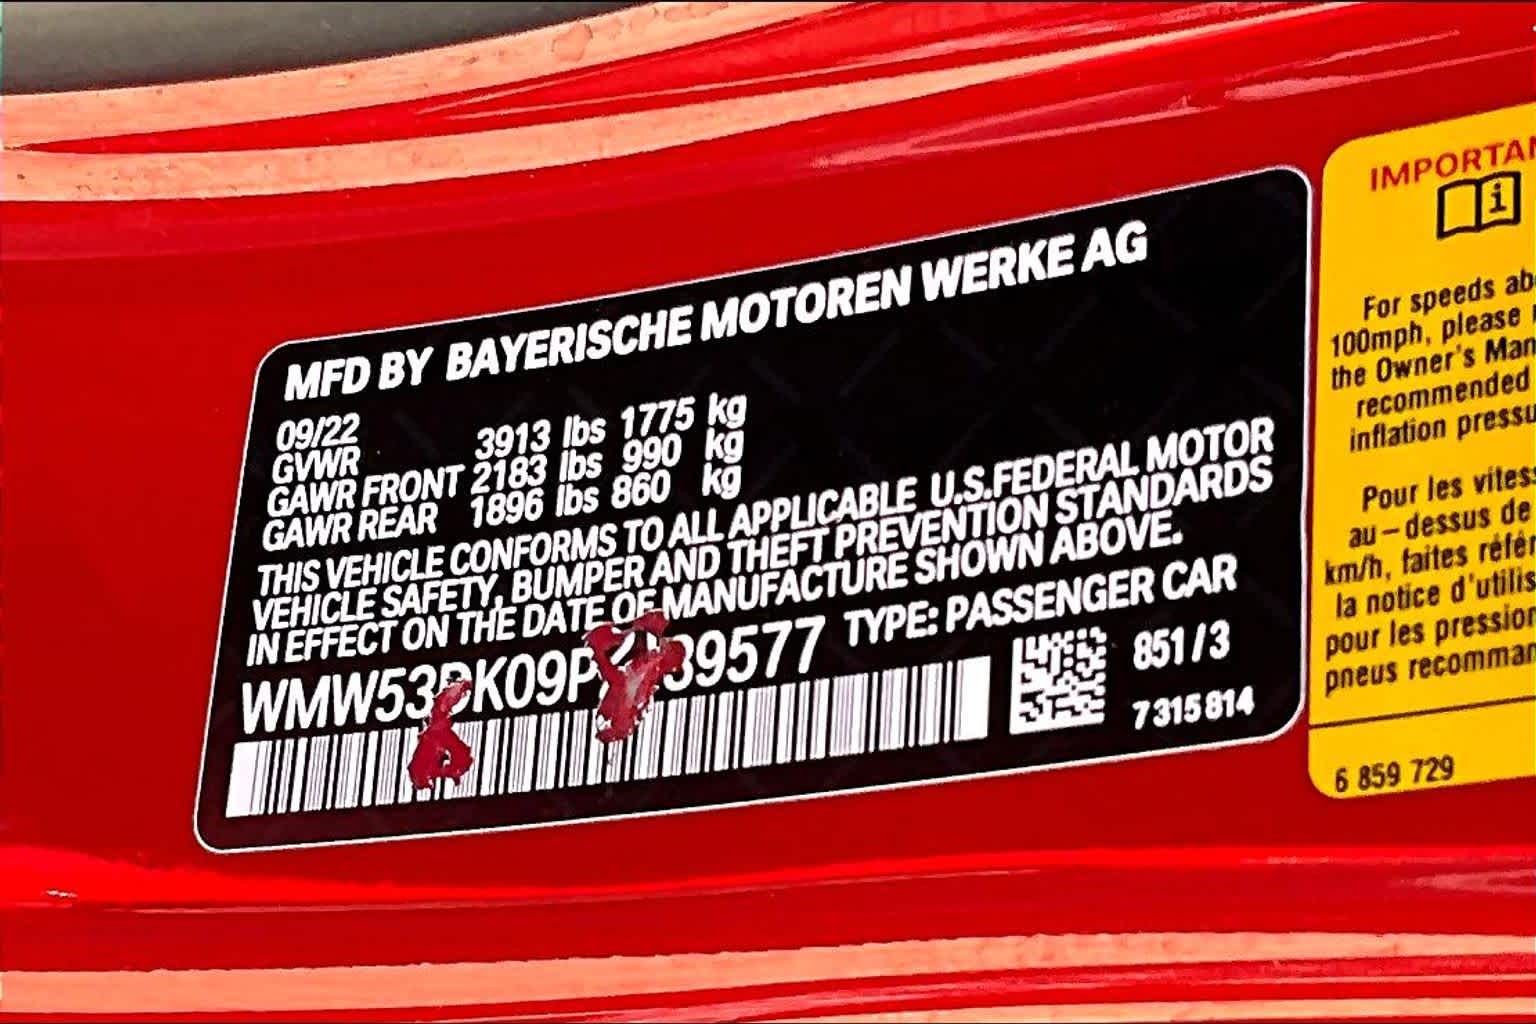 MFD BY BAYERISCHE MOTOREN WERKE AG
09/22
GVWR 3913 lbs 1775 kg
GAWR FRONT 2183 lbs 990 kg
GAWR REAR 1896 lbs 860 kg
THIS VEHICLE CONFORMS TO ALL APPLICABLE U.S.FEDERAL MOTOR
VEHICLE SAFETY, BUMPER AND THEFT PREVENTION STANDARDS
IN EFFECT ON THE DATE OF MANUFACTURE SHOWN ABOVE.
TYPE: PASSENGER CAR
851/3
7315814
IMPORTAN
i
For speeds ab
100mph, please
the Owner's Man
recommended
inflation pressu
Pour les vitess
au-dessus de
km/h, faites référ
la notice d'utilis
pour les pression
pneus recomman
6 859 729